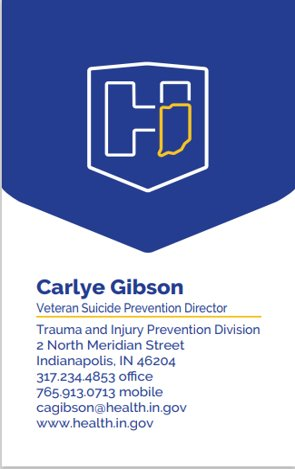 Carlye Gibson
Veteran Suicide Prevention Director
Trauma and Injury Prevention Division
2 North Meridian Street
Indianapolis, IN 46204
317.234.4853 office
765.913.0713 mobile
cagibson@health.in.gov
www.health.in.gov